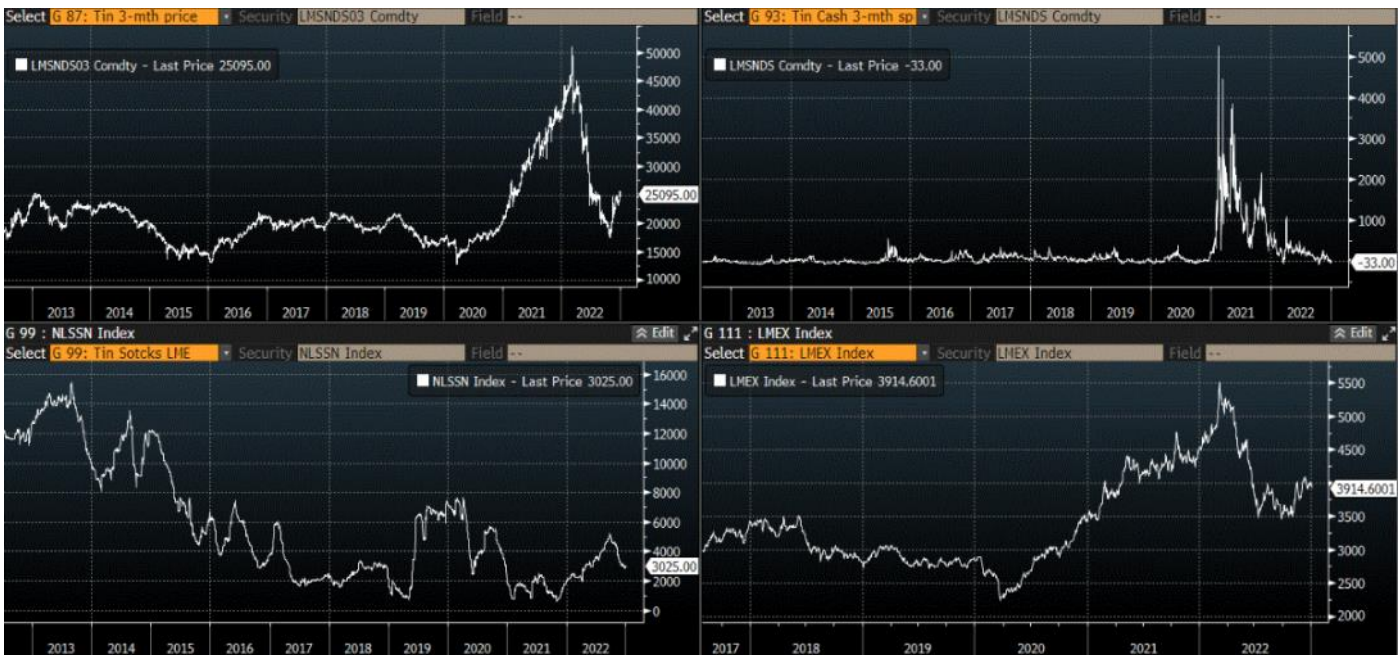 Select G 87: Tin 3-mth price Security LMSNDS03 Comdty Field --
LMSNDS03 Comdty - Last Price 25095.00
50000
45000
40000
35000
30000
25095.00
20000
15000
10000
2013 2014 2015 2016 2017 2018 2019 2020 2021 2022
Select G 93: Tin Cash 3-mth sp Security LMSNDS Comdty Field --
LMSNDS Comdty - Last Price -33.00
5000
4000
3000
2000
1000
-33.00
2013 2014 2015 2016 2017 2018 2019 2020 2021 2022
G 99 : NLSSN Index Edit
Select G 99: Tin Sotcks LME Security NLSSN Index Field --
NLSSN Index - Last Price 3025.00
16000
14000
12000
10000
8000
6000
4000
3025.00
2000
0
2013 2014 2015 2016 2017 2018 2019 2020 2021 2022
G 111 : LMEX Index Edit
Select G 111: LMEX Index Security LMEX Index Field --
LMEX Index - Last Price 3914.6001
5500
5000
4500
3914.6001
3500
3000
2500
2000
2017 2018 2019 2020 2021 2022